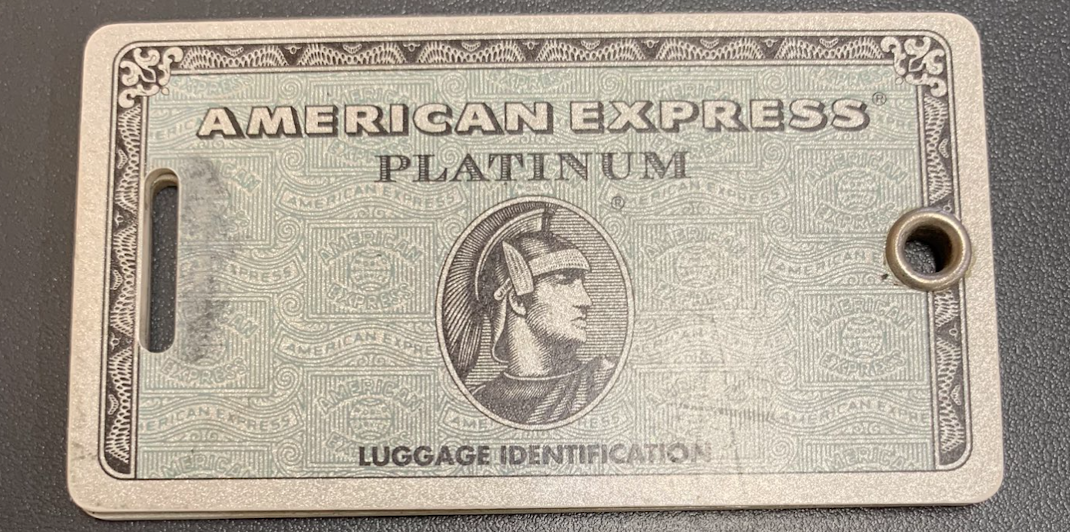 AMERICAN EXPRESS®
PLATINUM
®
LUGGAGE IDENTIFICATION